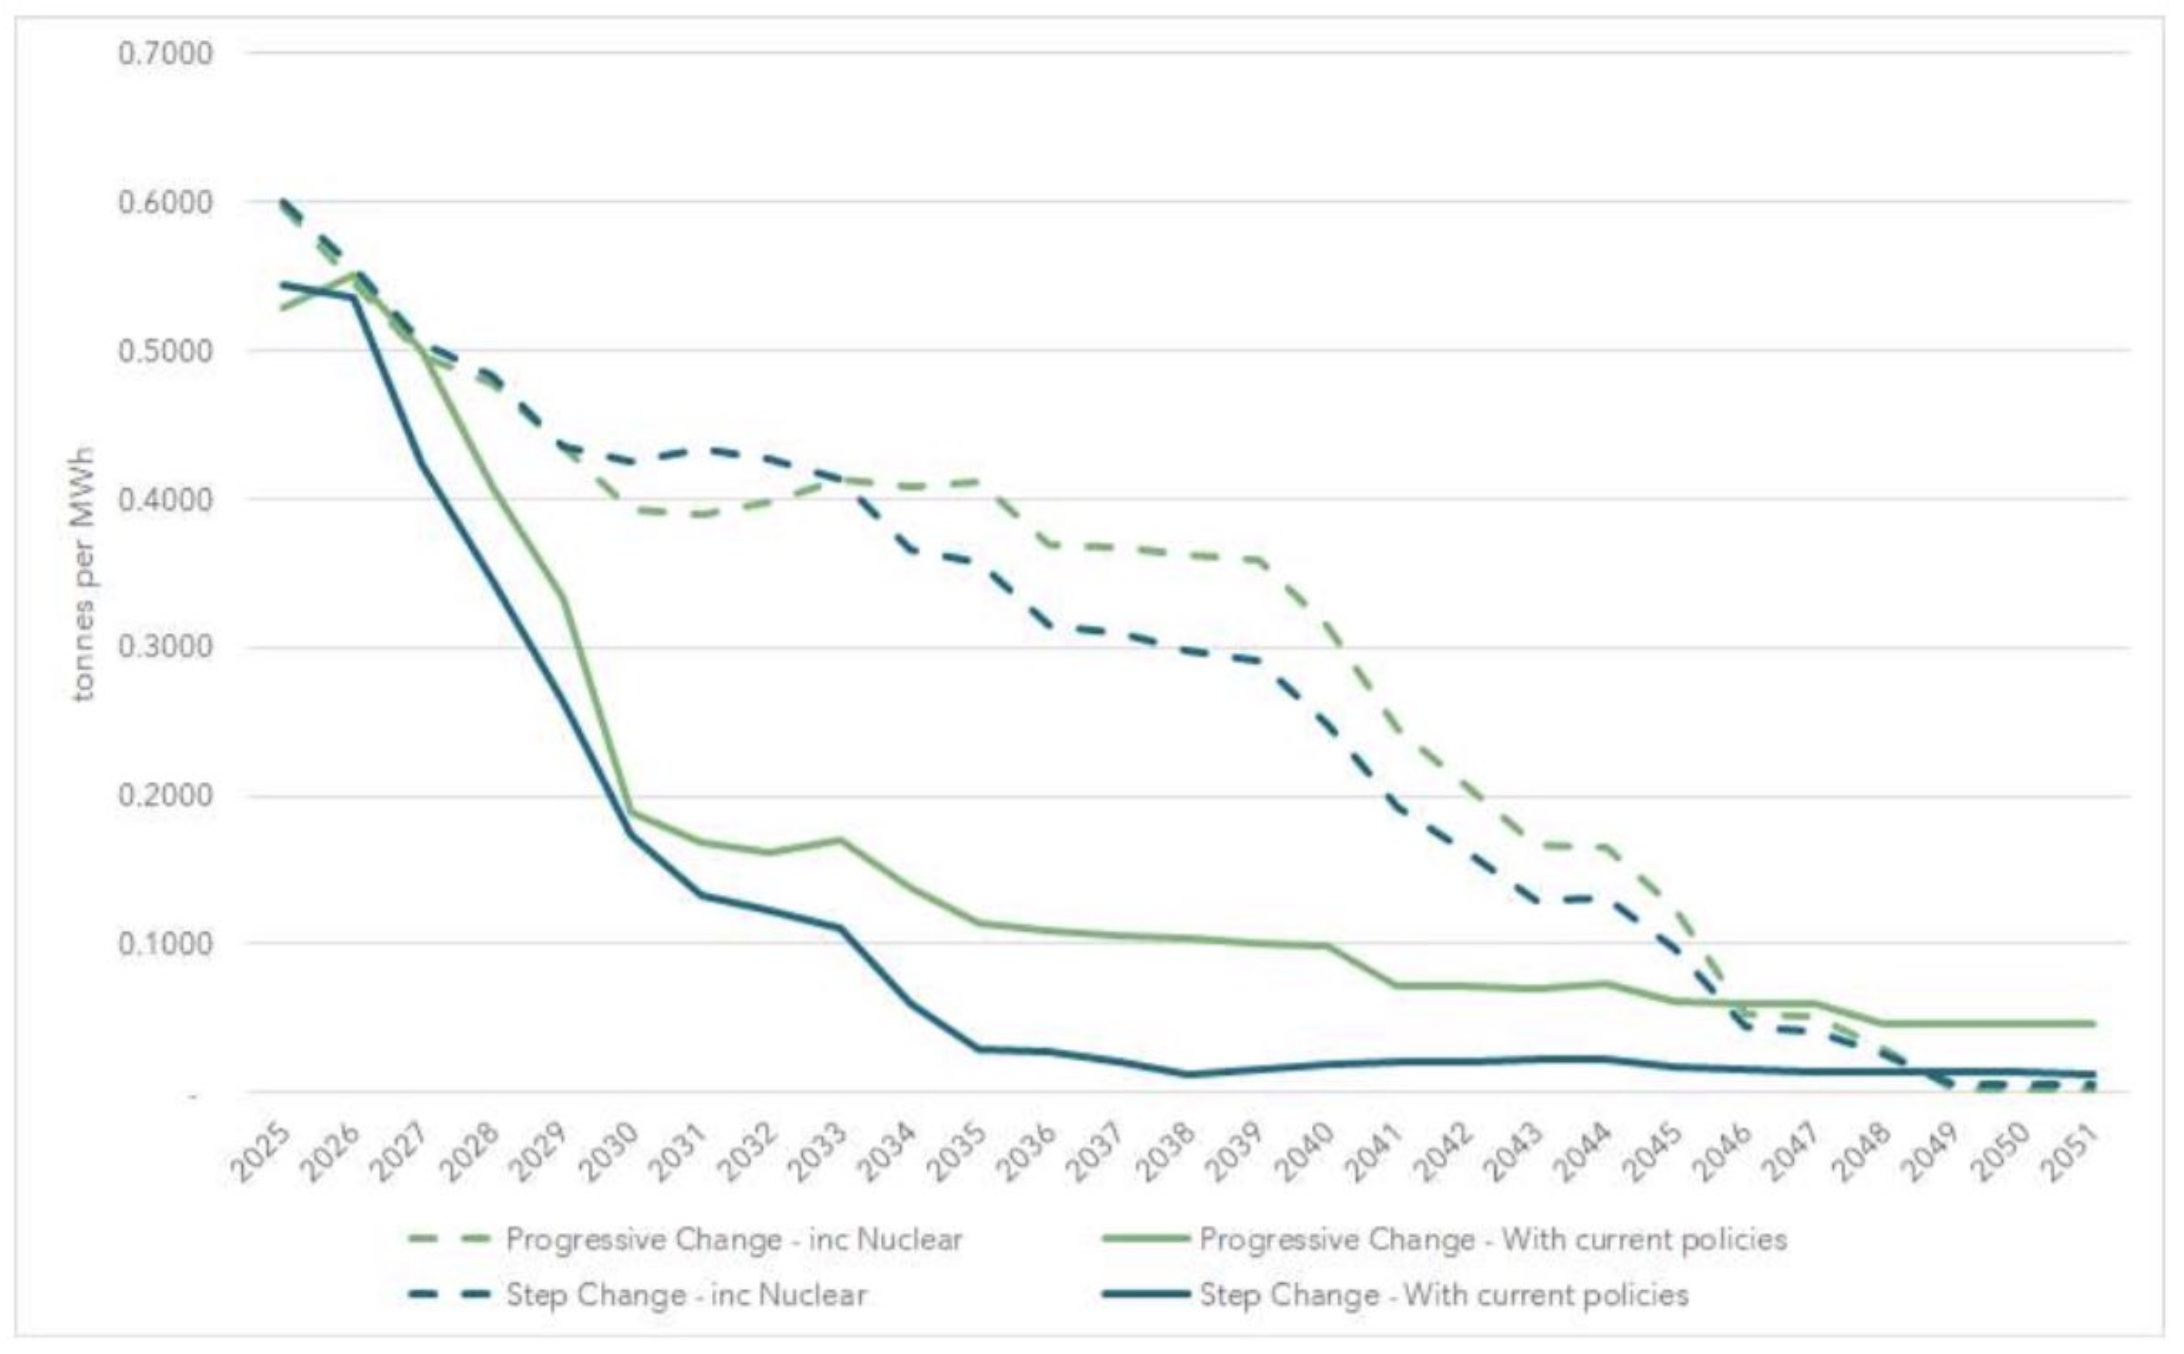 0.7000
0.6000
0.5000
0.4000
0.3000
0.2000
0.1000
-
tonnes per MWh
2025 2026 2027 2028 2029 2030 2031 2032 2033 2034 2035 2036 2037 2038 2039 2040 2041 2042 2043 2044 2045 2046 2047 2048 2049 2050 2051
Progressive Change - inc Nuclear Progressive Change - With current policies
Step Change - inc Nuclear Step Change - With current policies